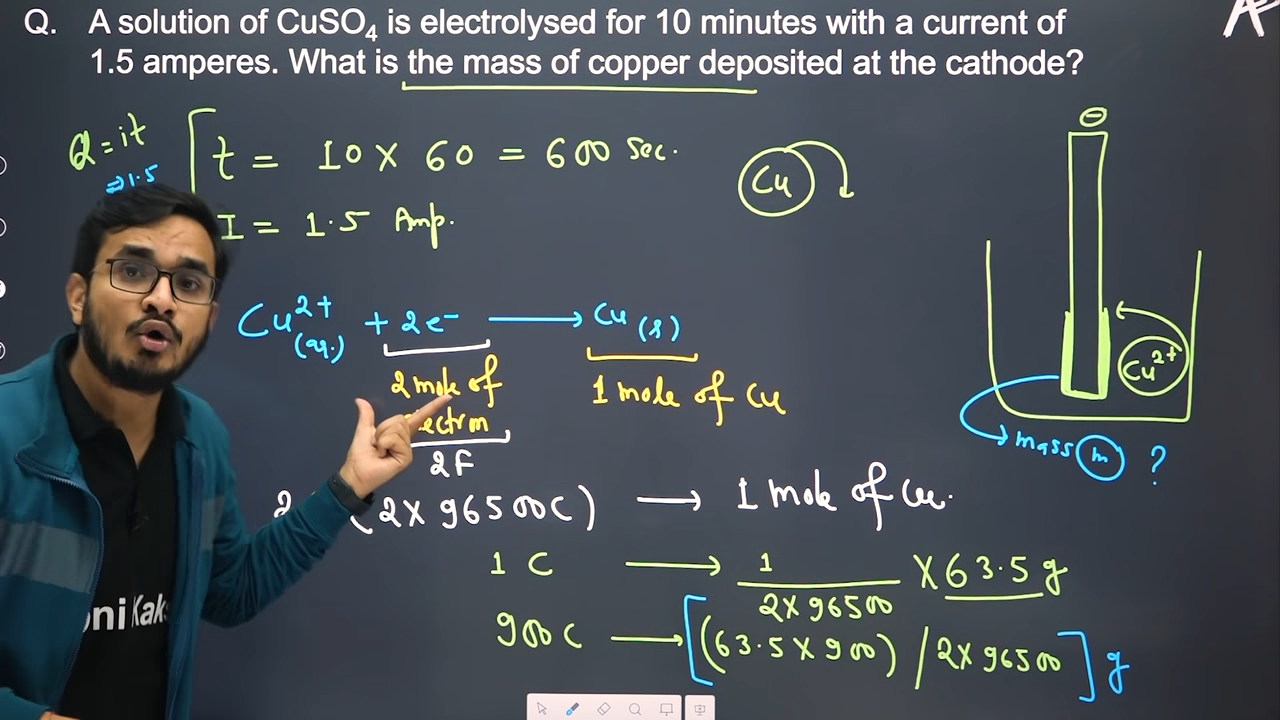 Q. A solution of CuSO₄ is electrolysed for 10 minutes with a current of
1.5 amperes. What is the mass of copper deposited at the cathode?
Q = it
⇒ 1.5
t = 10 × 60 = 600 Sec.
I = 1.5 Amp.
Cu
⊖
Cu²⁺(aq.) + 2e⁻ ⟶ Cu(s)
Cu²⁺
2 mole of
1 mole of Cu
2F
mass m ?
(2 × 96500C) ⟶ 1 mole of Cu.
1 C ⟶ 1/(2 × 96500) × 63.5 g
900 C ⟶ [(63.5 × 900) / 2 × 96500] g